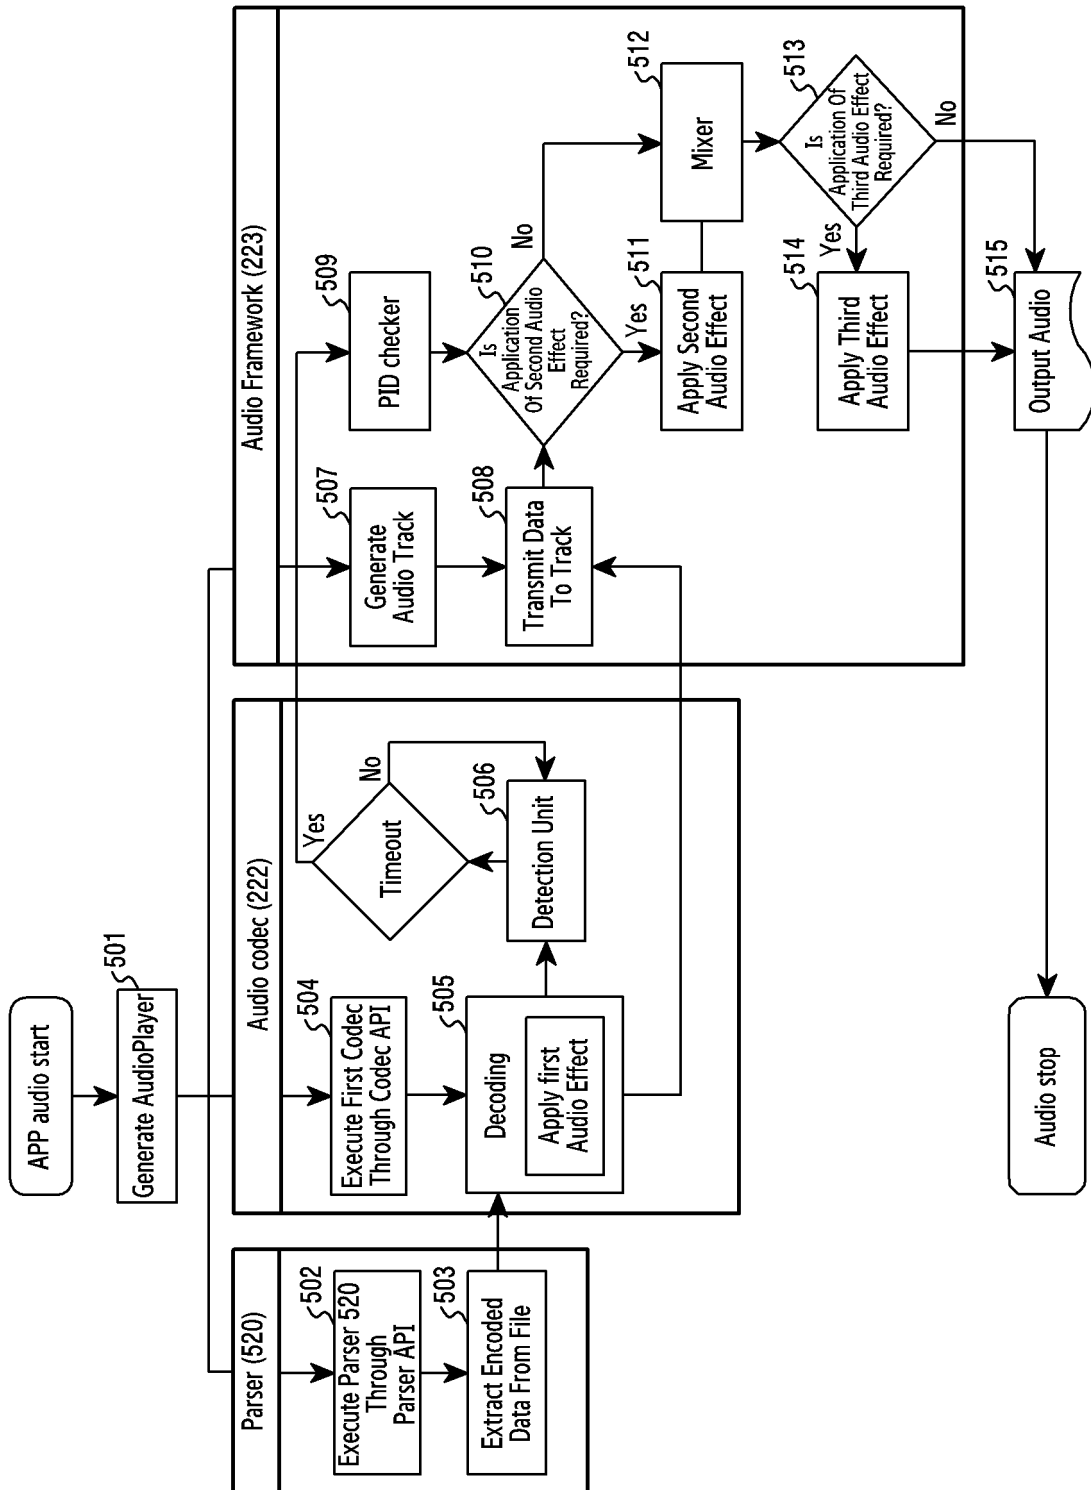 APP audio start
501
Generate AudioPlayer
Parser (520)
502
Execute Parser 520
Through
Parser API
503
Extract Encoded
Data From File
Audio codec (222)
504
Execute First Codec
Through Codec API
505
Decoding
Apply first
Audio Effect
506
Detection Unit
Timeout
No
Yes
Audio Framework (223)
507
Generate
Audio Track
508
Transmit Data
To Track
509
PID checker
510
Is
Application
Of Second Audio
Effect
Required?
No
Yes
511
Apply Second
Audio Effect
512
Mixer
513
Is
Application Of
Third Audio Effect
Required?
Yes
No
514
Apply Third
Audio Effect
515
Output Audio
Audio stop